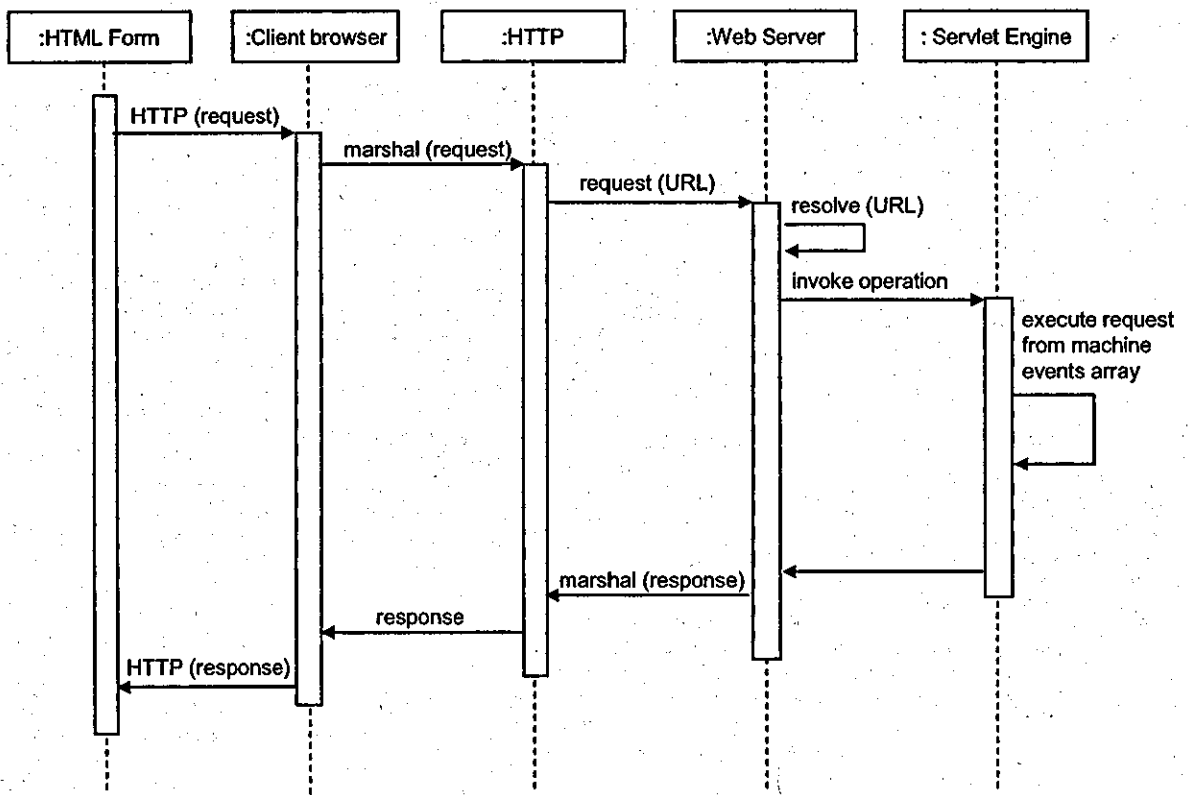 :HTML Form
:Client browser
:HTTP
:Web Server
: Servlet Engine
HTTP (request)
marshal (request)
request (URL)
resolve (URL)
invoke operation
execute request
from machine
events array
marshal (response)
response
HTTP (response)